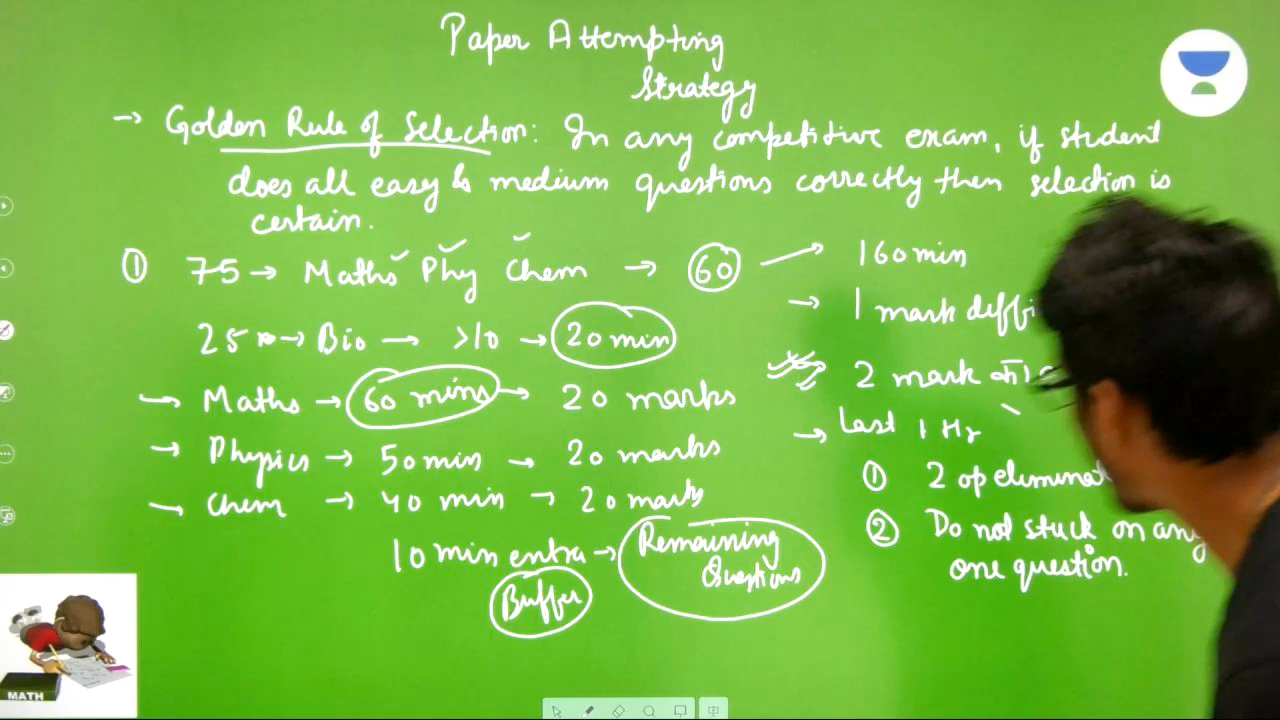 Paper Attempting
Strategy
→ Golden Rule of Selection: In any competitive exam, if student
does all easy & medium questions correctly then selection is
certain.
① 75 → Maths Phy Chem → 60 → 160 min
25 → Bio → >10 → 20 min
→ Maths → 60 mins → 20 marks
→ Physics → 50 min → 20 marks
→ Chem → 40 min → 20 marks
10 min extra → Remaining
Questions
Buffer
→ 1 mark
2 mark
→ Last 1 Hr
① 2 op
② Do not stuck on any
one question.
MATH